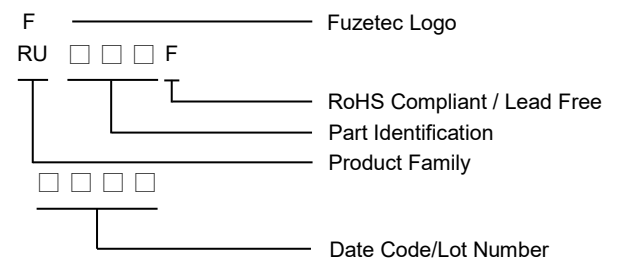 F Fuzetec Logo
RU □ □ □ F
RoHS Compliant / Lead Free
Part Identification
Product Family
□ □ □ □
Date Code/Lot Number